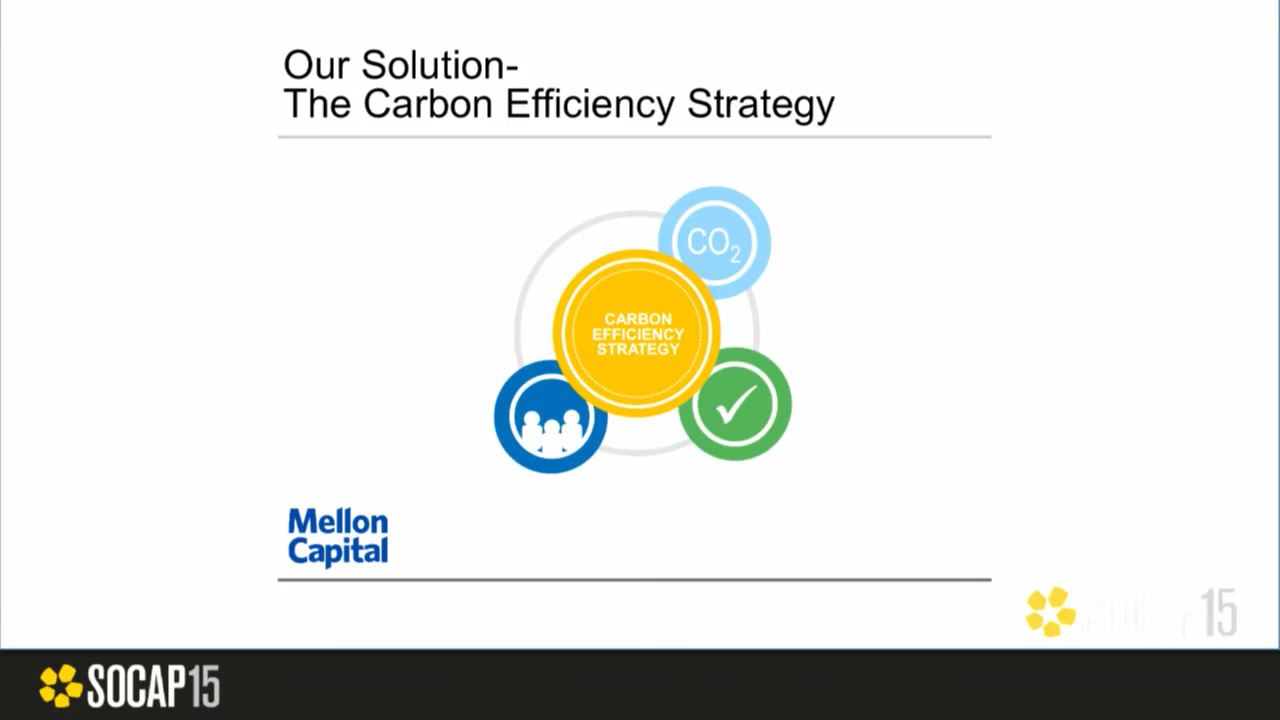 Our Solution-
The Carbon Efficiency Strategy
CO₂
CARBON
EFFICIENCY
STRATEGY
Mellon
Capital
15
SOCAP15